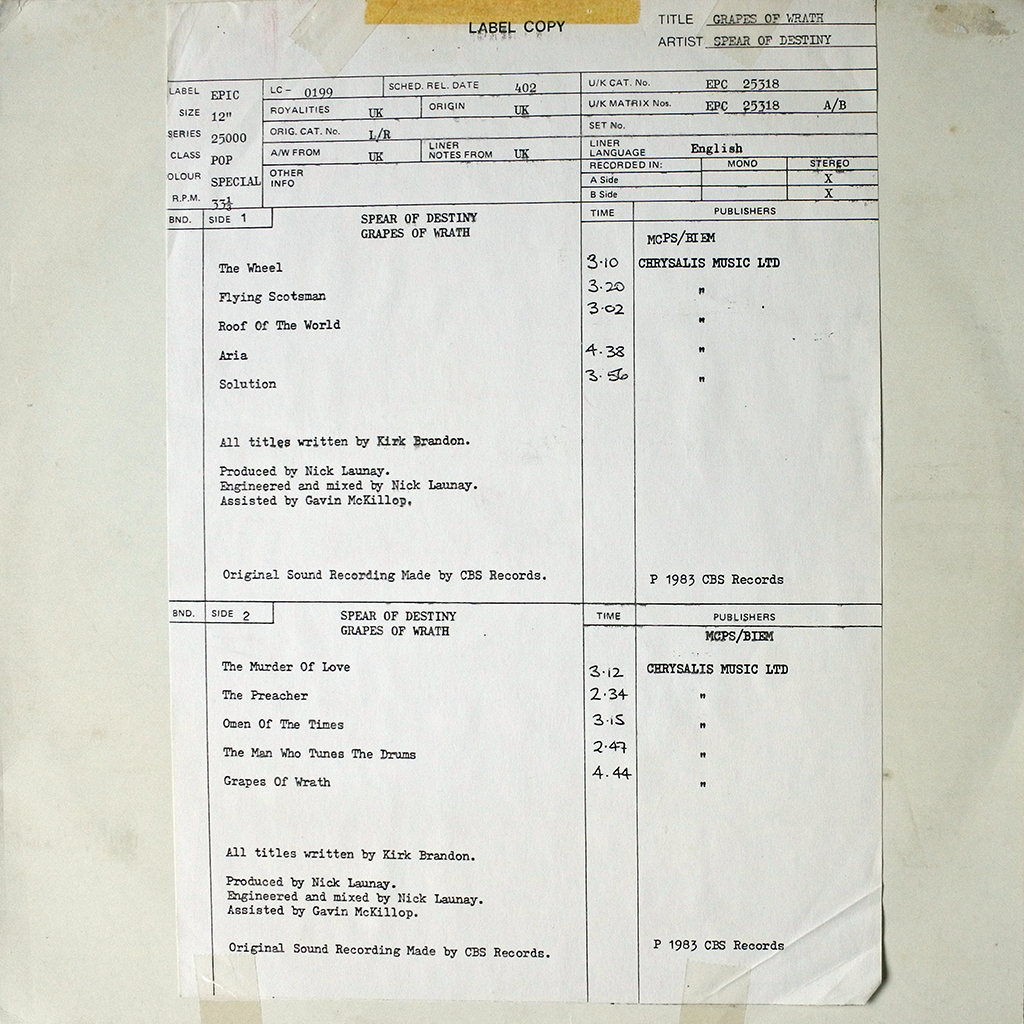 LABEL COPY
TITLE GRAPES OF WRATH
ARTIST SPEAR OF DESTINY
LABEL EPIC
SIZE 12"
SERIES 25000
CLASS POP
OLOUR SPECIAL
R.P.M. 33⅓
LC - 0199 SCHED. REL. DATE 402
ROYALITIES UK ORIGIN UK
ORIG. CAT. No. L/R
A/W FROM UK LINER NOTES FROM UK
OTHER INFO
U/K CAT. No. EPC 25318
U/K MATRIX Nos. EPC 25318 A/B
SET No.
LINER LANGUAGE English
RECORDED IN: MONO STEREO
A Side X
B Side X
BND. SIDE 1 SPEAR OF DESTINY TIME PUBLISHERS
GRAPES OF WRATH
MCPS/BIEM
The Wheel 3.10 CHRYSALIS MUSIC LTD
Flying Scotsman 3.20 "
Roof Of The World 3.02 "
Aria 4.38 "
Solution 3.56 "
All titles written by Kirk Brandon.
Produced by Nick Launay.
Engineered and mixed by Nick Launay.
Assisted by Gavin McKillop.
Original Sound Recording Made by CBS Records. P 1983 CBS Records
BND. SIDE 2 SPEAR OF DESTINY TIME PUBLISHERS
GRAPES OF WRATH
MCPS/BIEM
The Murder Of Love 3.12 CHRYSALIS MUSIC LTD
The Preacher 2.34 "
Omen Of The Times 3.15 "
The Man Who Tunes The Drums 2.47 "
Grapes Of Wrath 4.44 "
All titles written by Kirk Brandon.
Produced by Nick Launay.
Engineered and mixed by Nick Launay.
Assisted by Gavin McKillop.
Original Sound Recording Made by CBS Records. P 1983 CBS Records